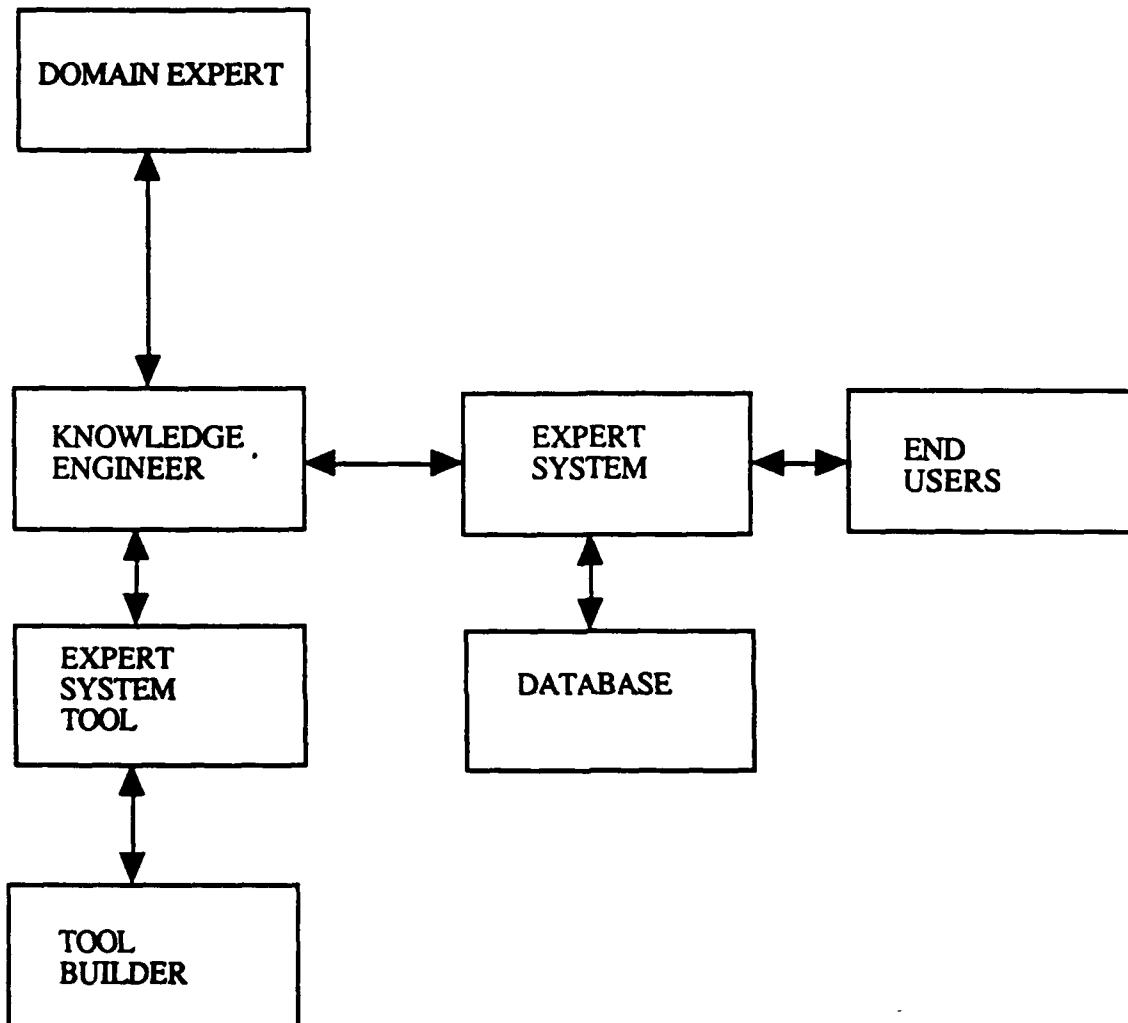 DOMAIN EXPERT
KNOWLEDGE
ENGINEER
EXPERT
SYSTEM
END
USERS
EXPERT
SYSTEM
TOOL
DATABASE
TOOL
BUILDER